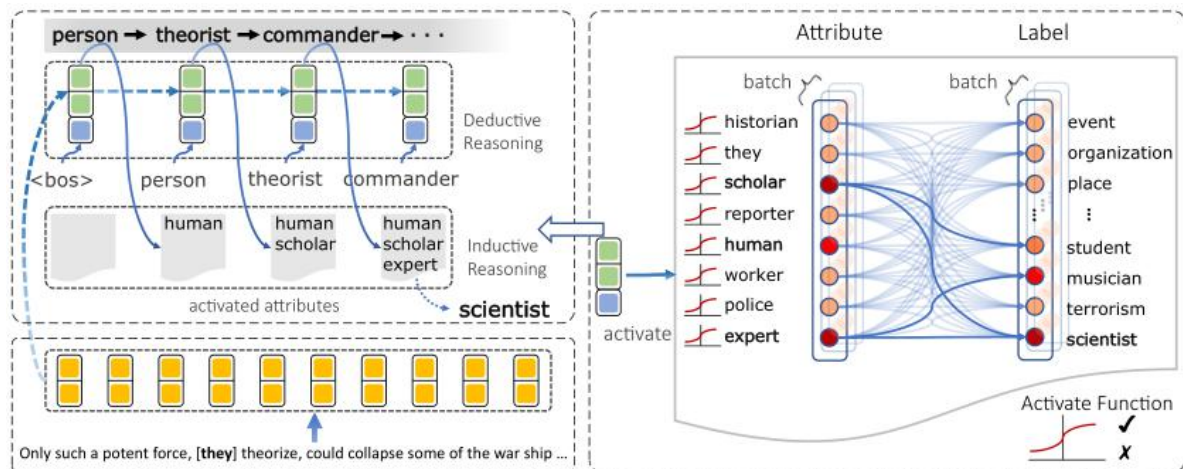 person → theorist → commander → · · ·
Deductive
Reasoning
<bos> person theorist commander
human
human
scholar
human
scholar
expert
Inductive
Reasoning
activated attributes
scientist
Only such a potent force, [they] theorize, could collapse some of the war ship ...
activate
Attribute Label
batch batch
historian
they
scholar
reporter
human
worker
police
expert
event
organization
place
...
student
musician
terrorism
scientist
Activate Function
✓
✗